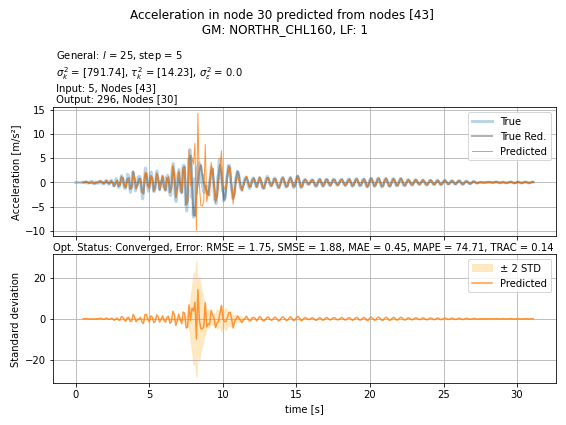 Acceleration in node 30 predicted from nodes [43]
GM: NORTHR_CHL160, LF: 1
General: l = 25, step = 5
σ²ₖ = [791.74], τ²ₖ = [14.23], σ²ε = 0.0
Input: 5, Nodes [43]
Output: 296, Nodes [30]
Acceleration [m/s²]
15
10
5
0
−5
−10
True
True Red.
Predicted
Opt. Status: Converged, Error: RMSE = 1.75, SMSE = 1.88, MAE = 0.45, MAPE = 74.71, TRAC = 0.14
Standard deviation
20
0
−20
± 2 STD
Predicted
0 5 10 15 20 25 30
time [s]